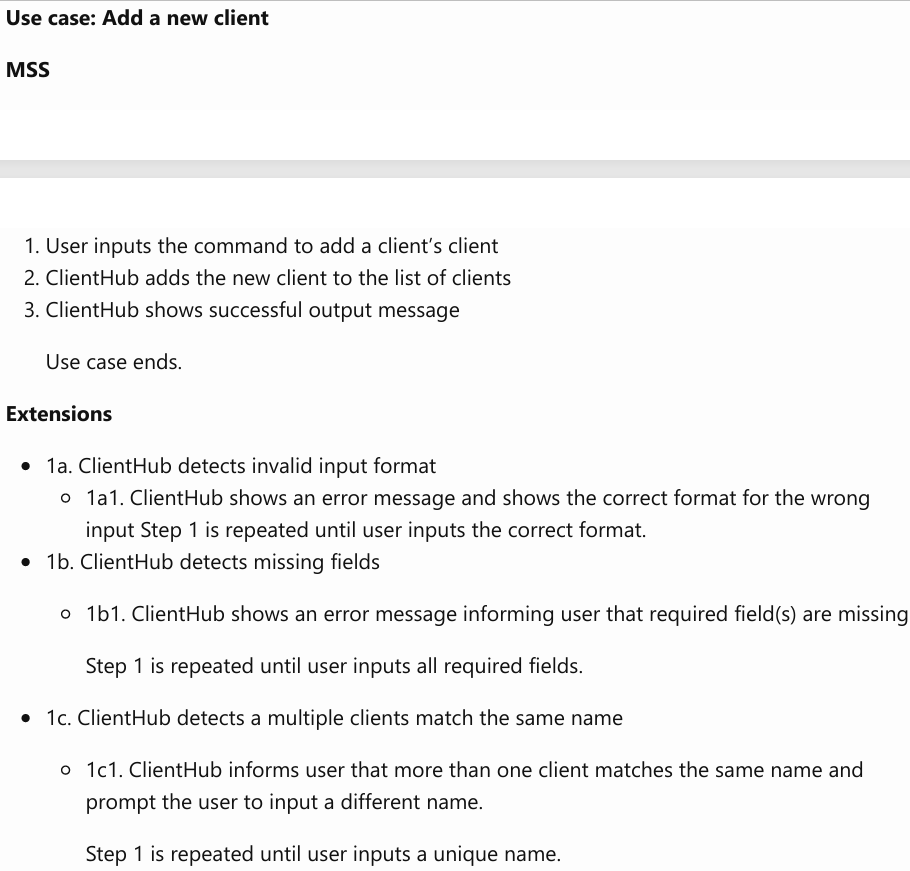 Use case: Add a new client
MSS
1. User inputs the command to add a client’s client
2. ClientHub adds the new client to the list of clients
3. ClientHub shows successful output message
Use case ends.
Extensions
• 1a. ClientHub detects invalid input format
○ 1a1. ClientHub shows an error message and shows the correct format for the wrong
input Step 1 is repeated until user inputs the correct format.
• 1b. ClientHub detects missing fields
○ 1b1. ClientHub shows an error message informing user that required field(s) are missing
Step 1 is repeated until user inputs all required fields.
• 1c. ClientHub detects a multiple clients match the same name
○ 1c1. ClientHub informs user that more than one client matches the same name and
prompt the user to input a different name.
Step 1 is repeated until user inputs a unique name.